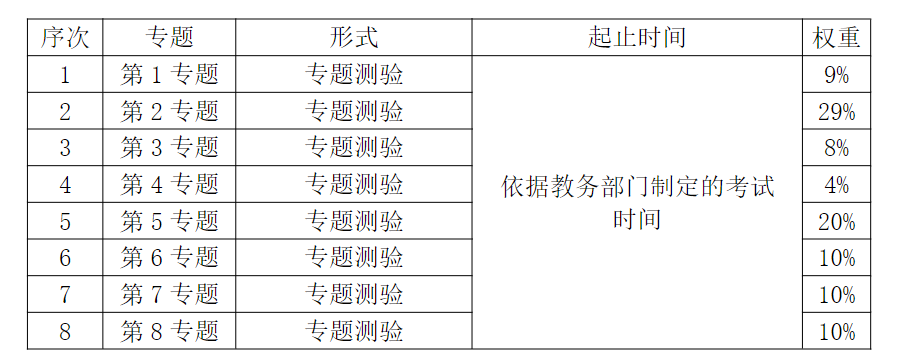 序次 专题 形式 起止时间 权重
1 第 1 专题 专题测验 9%
2 第 2 专题 专题测验 29%
3 第 3 专题 专题测验 8%
4 第 4 专题 专题测验 依据教务部门制定的考试 4%
5 第 5 专题 专题测验 时间 20%
6 第 6 专题 专题测验 10%
7 第 7 专题 专题测验 10%
8 第 8 专题 专题测验 10%